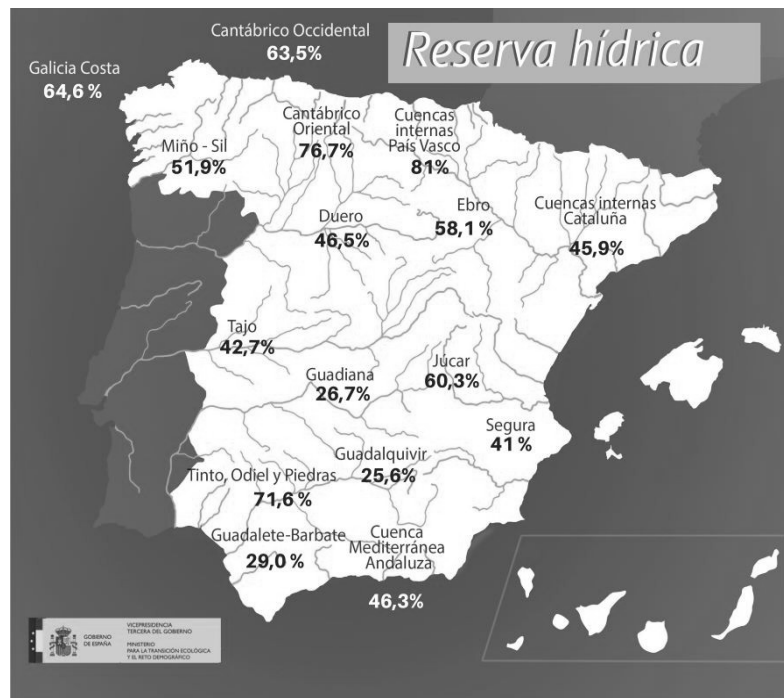 Reserva hídrica
Cantábrico Occidental
63,5%
Galicia Costa
64,6 %
Cantábrico
Oriental
76,7%
Cuencas
internas
País Vasco
81%
Miño - Sil
51,9%
Duero
46,5%
Ebro
58,1%
Cuencas internas
Cataluña
45,9%
Tajo
42,7%
Guadiana
26,7%
Júcar
60,3%
Segura
41 %
Guadalquivir
25,6%
Tinto, Odiel y Piedras
71,6 %
Guadalete-Barbate
29,0 %
Cuenca
Mediterránea
Andaluza
46,3%
GOBIERNO
DE ESPAÑA
VICEPRESIDENCIA
TERCERA DEL GOBIERNO
MINISTERIO
PARA LA TRANSICIÓN ECOLÓGICA
Y EL RETO DEMOGRÁFICO